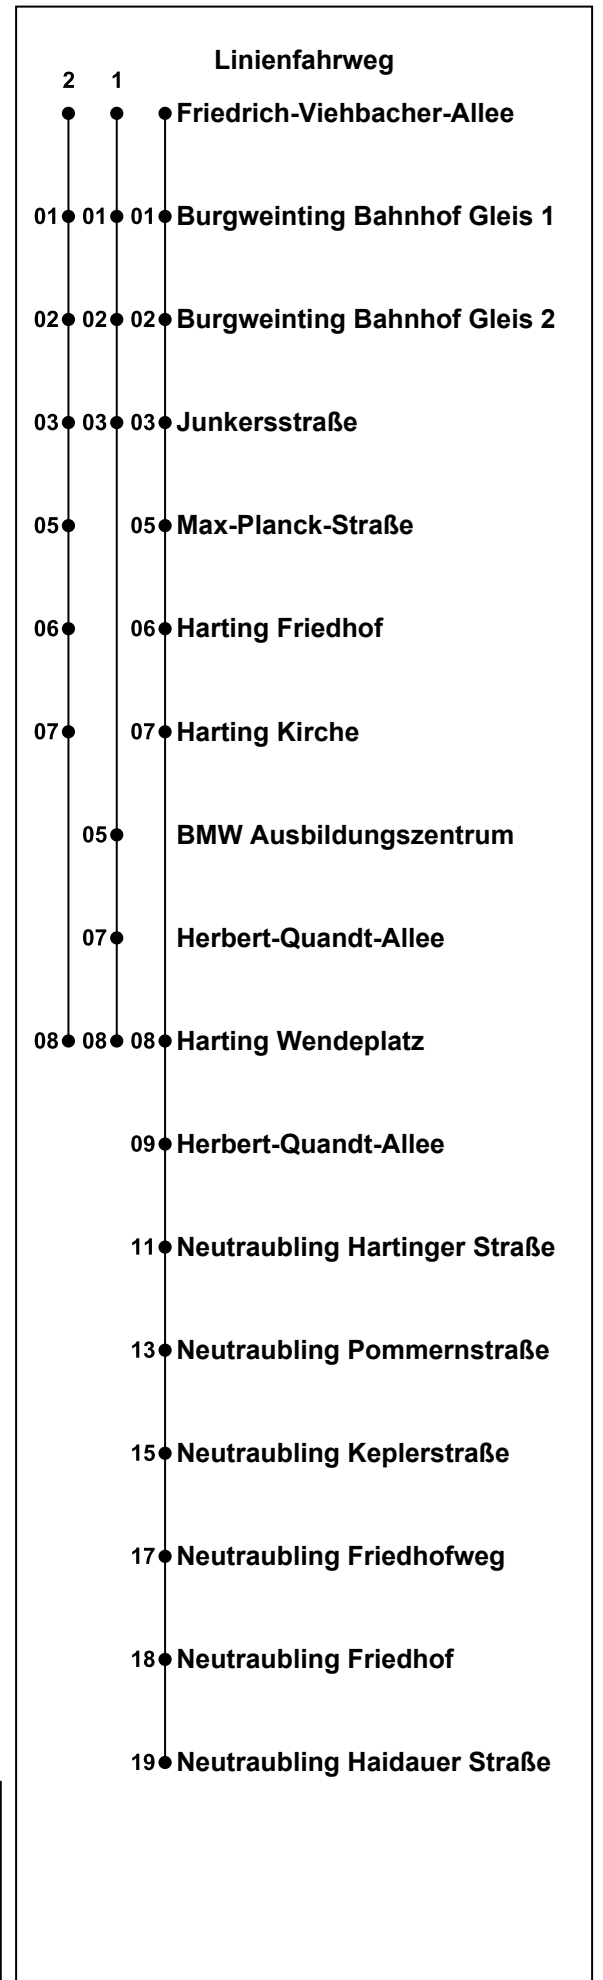 Linienfahrweg
2 1
Friedrich-Viehbacher-Allee
01 01 01 Burgweinting Bahnhof Gleis 1
02 02 02 Burgweinting Bahnhof Gleis 2
03 03 03 Junkersstraße
05 05 Max-Planck-Straße
06 06 Harting Friedhof
07 07 Harting Kirche
05 BMW Ausbildungszentrum
07 Herbert-Quandt-Allee
08 08 08 Harting Wendeplatz
09 Herbert-Quandt-Allee
11 Neutraubling Hartinger Straße
13 Neutraubling Pommernstraße
15 Neutraubling Keplerstraße
17 Neutraubling Friedhofweg
18 Neutraubling Friedhof
19 Neutraubling Haidauer Straße